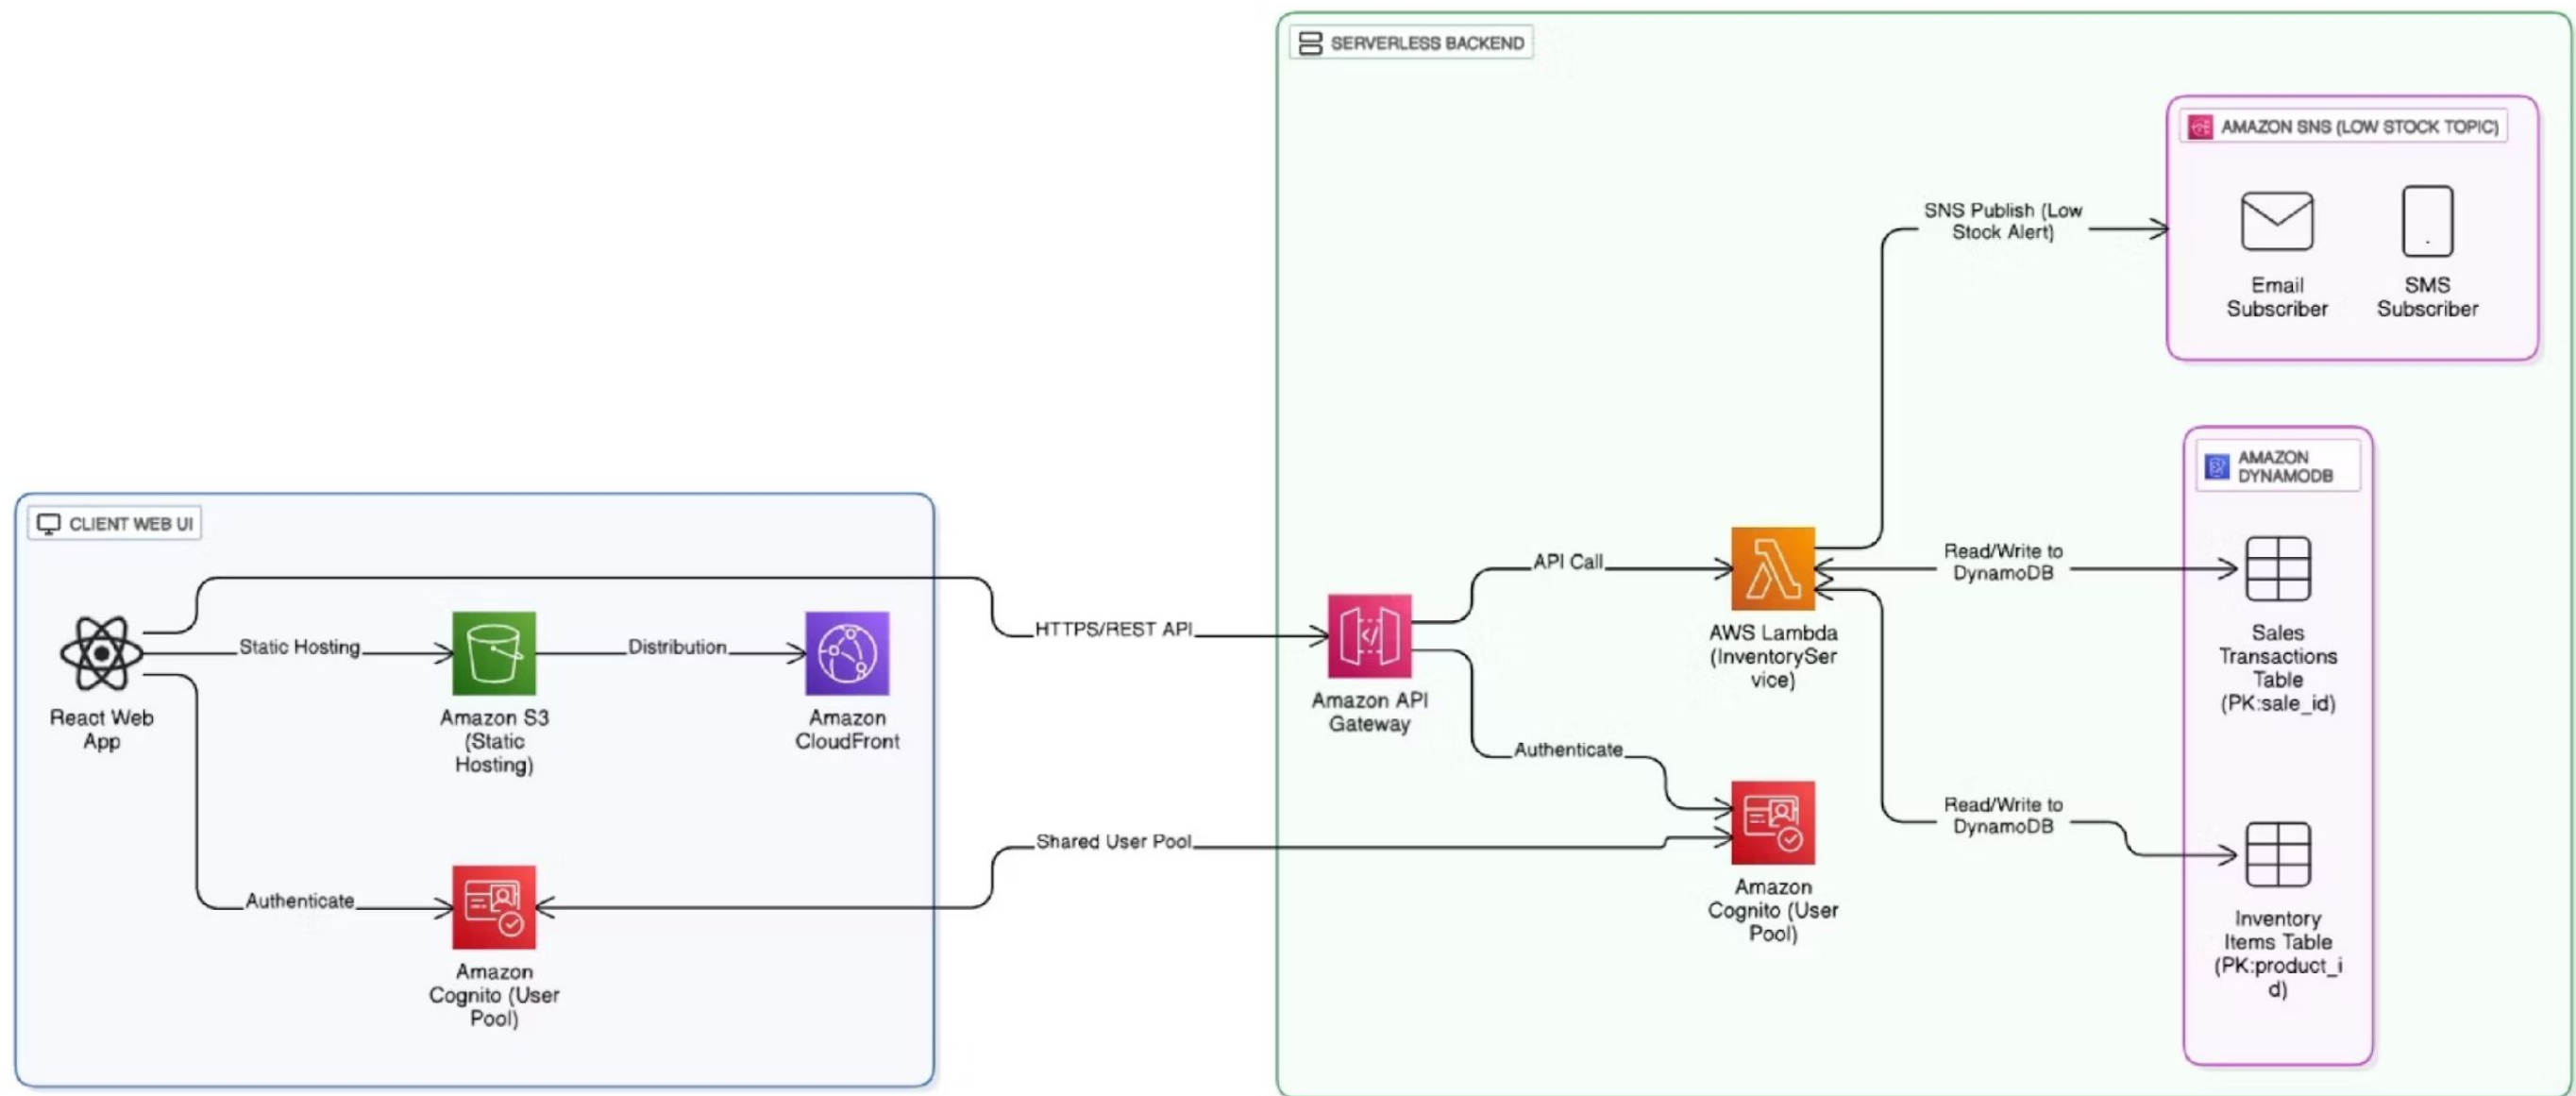 SERVERLESS BACKEND
AMAZON SNS (LOW STOCK TOPIC)
SNS Publish (Low
Stock Alert)
Email
Subscriber
SMS
Subscriber
AMAZON
DYNAMODB
CLIENT WEB UI
Static Hosting
Distribution
HTTPS/REST API
API Call
Read/Write to
DynamoDB
React Web
App
Amazon S3
(Static
Hosting)
Amazon
CloudFront
Amazon API
Gateway
AWS Lambda
(InventorySer
vice)
Sales
Transactions
Table
(PK:sale_id)
Authenticate
Shared User Pool
Read/Write to
DynamoDB
Authenticate
Amazon
Cognito (User
Pool)
Amazon
Cognito (User
Pool)
Inventory
Items Table
(PK:product_i
d)